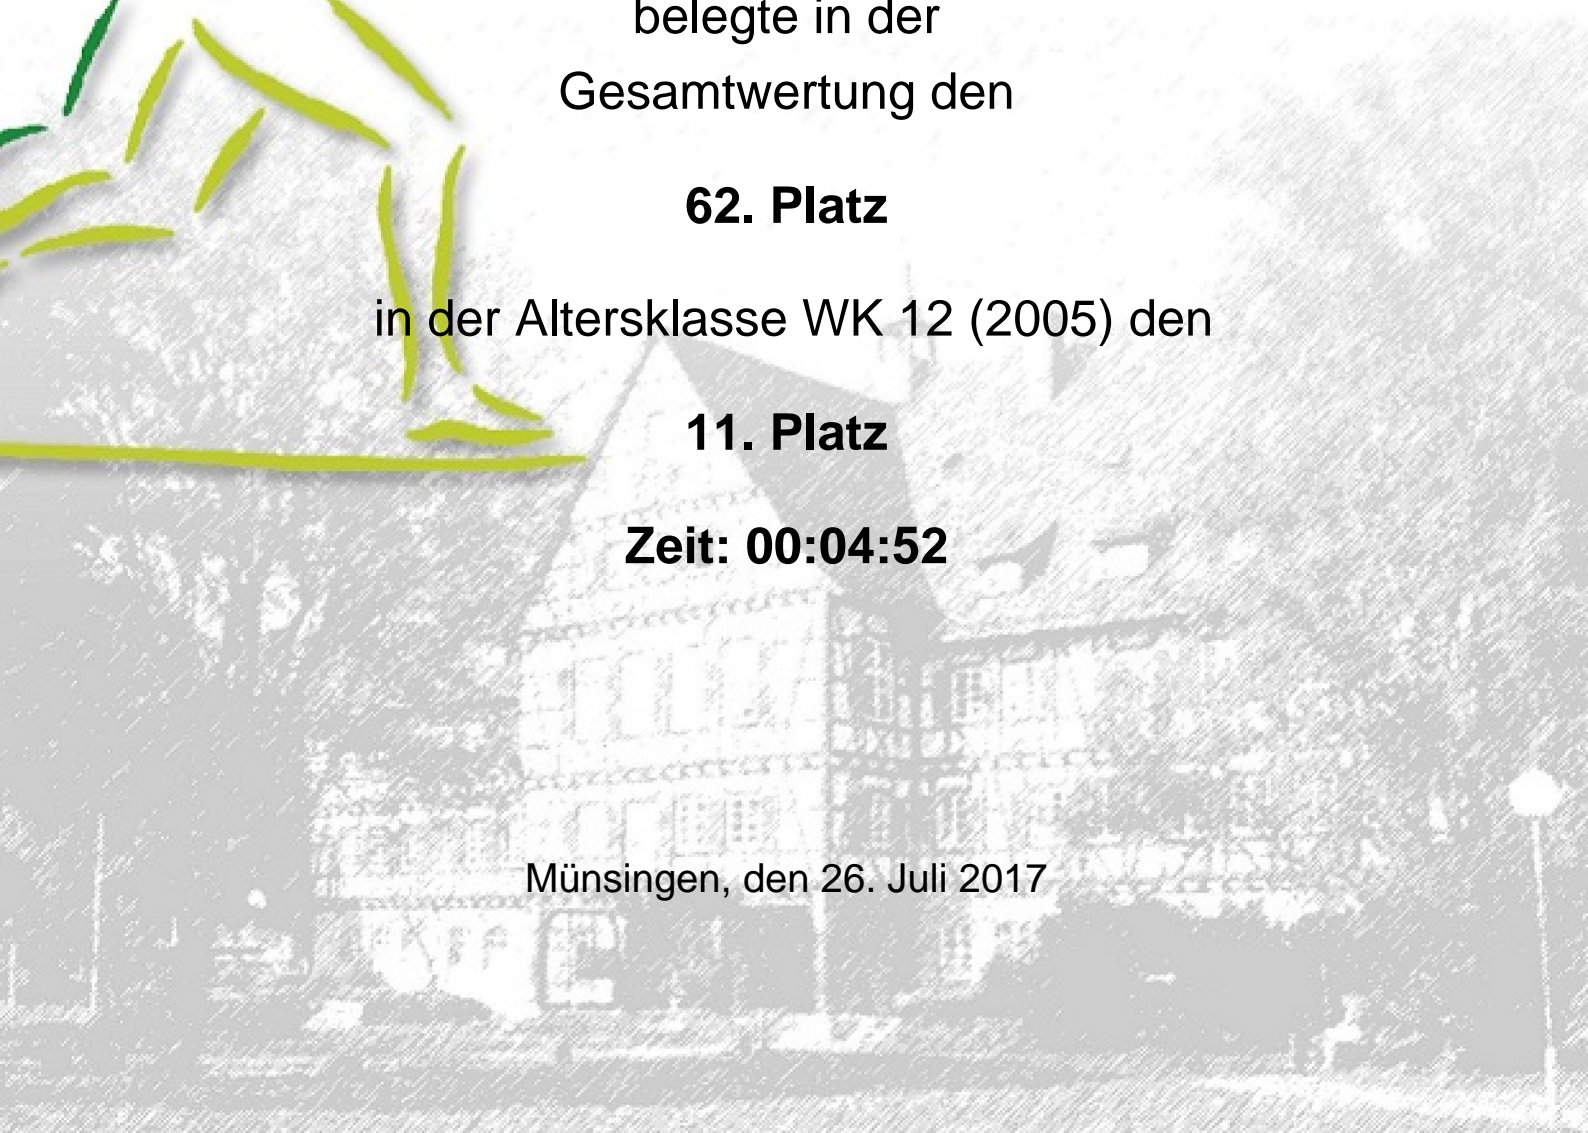 belegte in der
Gesamtwertung den
62. Platz
in der Altersklasse WK 12 (2005) den
11. Platz
Zeit: 00:04:52
Münsingen, den 26. Juli 2017